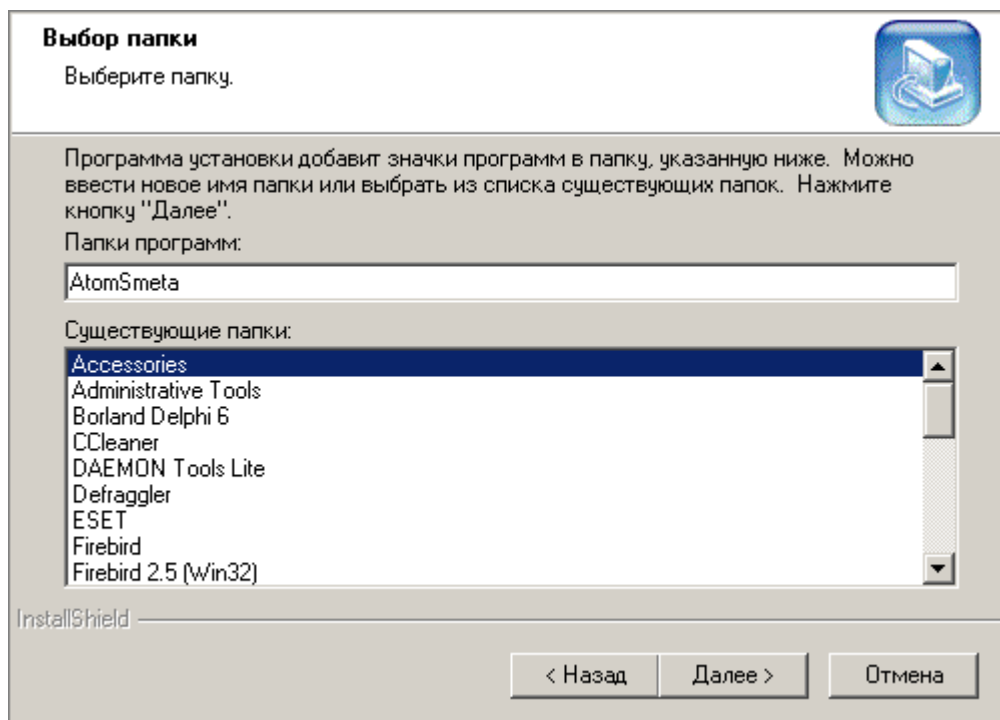 Выбор папки
Выберите папку.
Программа установки добавит значки программ в папку, указанную ниже.  Можно
ввести новое имя папки или выбрать из списка существующих папок.  Нажмите
кнопку "Далее".
Папки программ:
AtomSmeta
Существующие папки:
Accessories
Administrative Tools
Borland Delphi 6
CCleaner
DAEMON Tools Lite
Defraggler
ESET
Firebird
Firebird 2.5 (Win32)
InstallShield
< Назад Далее > Отмена